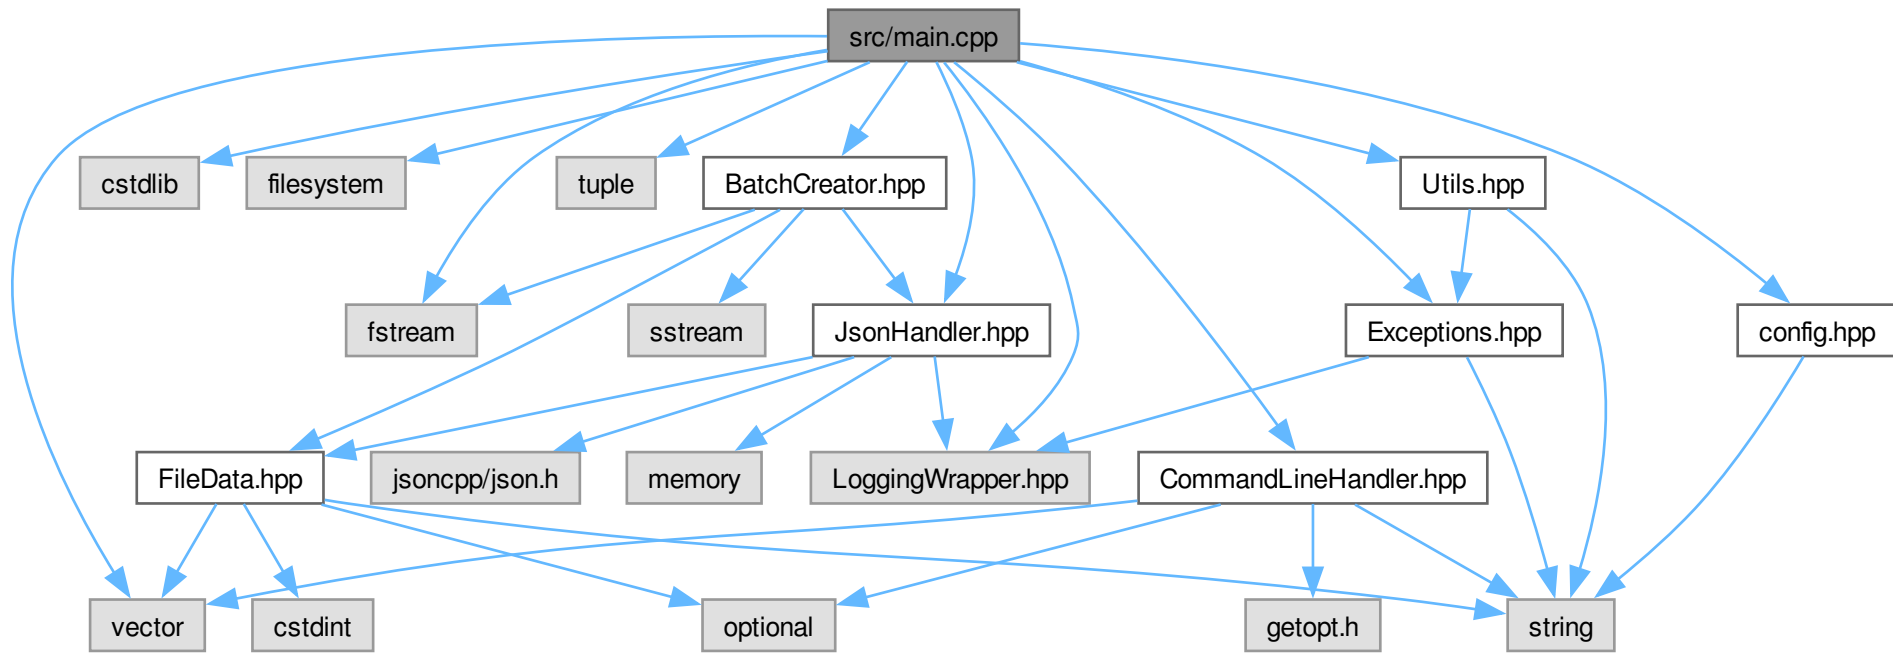 src/main.cpp
cstdlib
filesystem
tuple
BatchCreator.hpp
Utils.hpp
fstream
sstream
JsonHandler.hpp
Exceptions.hpp
config.hpp
FileData.hpp
jsoncpp/json.h
memory
LoggingWrapper.hpp
CommandLineHandler.hpp
vector
cstdint
optional
getopt.h
string